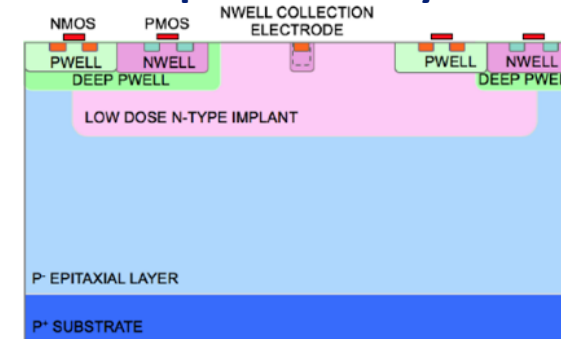 NWELL COLLECTION
ELECTRODE
NMOS
PMOS
PWELL
NWELL
DEEP PWELL
PWELL
NWELL
DEEP PWE
LOW DOSE N-TYPE IMPLANT
P- EPITAXIAL LAYER
P+ SUBSTRATE